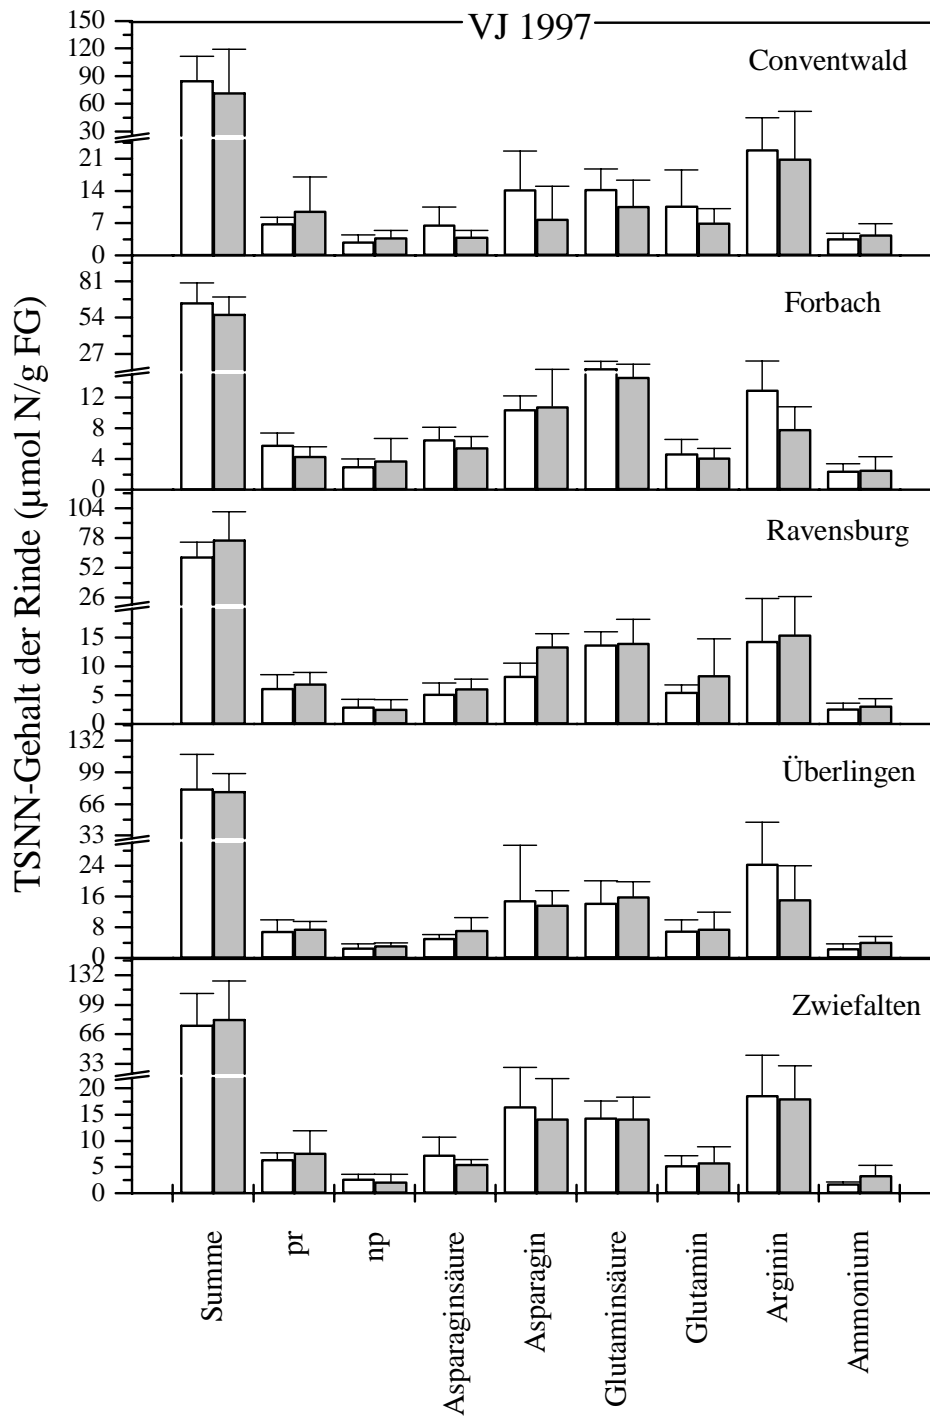 VJ 1997
TSNN-Gehalt der Rinde (µmol N/g FG)
Conventwald
150
120
90
60
30
21
14
7
0
Forbach
81
54
27
12
8
4
0
Ravensburg
104
78
52
26
15
10
5
0
Überlingen
132
99
66
33
24
16
8
0
Zwiefalten
132
99
66
33
20
15
10
5
0
Summe
pr
np
Asparaginsäure
Asparagin
Glutaminsäure
Glutamin
Arginin
Ammonium